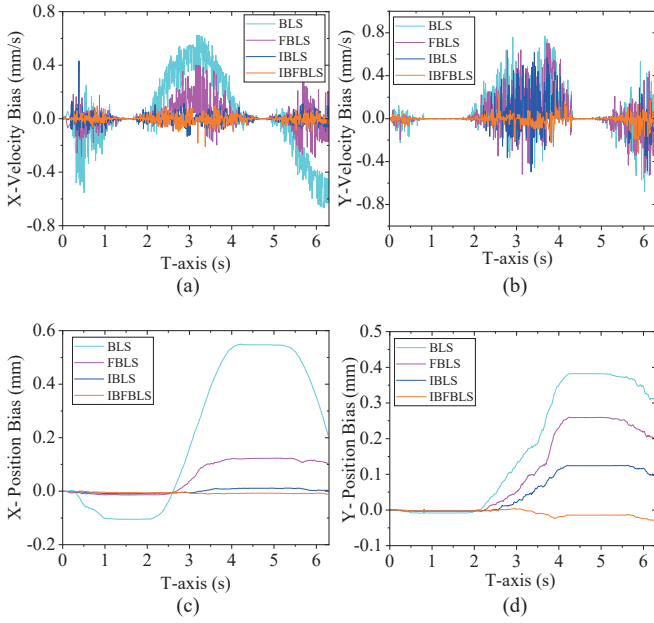 X-Velocity Bias (mm/s)
0.8
0.4
0.0
-0.4
-0.8
BLS
FBLS
IBLS
IBFBLS
0 1 2 3 4 5 6
T-axis (s)
(a)
Y-Velocity Bias (mm/s)
0.8
0.4
0.0
-0.4
-0.8
BLS
FBLS
IBLS
IBFBLS
0 1 2 3 4 5 6
T-axis (s)
(b)
X- Position Bias (mm)
0.6
0.4
0.2
0.0
-0.2
BLS
FBLS
IBLS
IBFBLS
0 1 2 3 4 5 6
T-axis (s)
(c)
Y- Position Bias (mm)
0.5
0.4
0.3
0.2
0.1
0.0
-0.1
BLS
FBLS
IBLS
IBFBLS
0 1 2 3 4 5 6
T-axis (s)
(d)